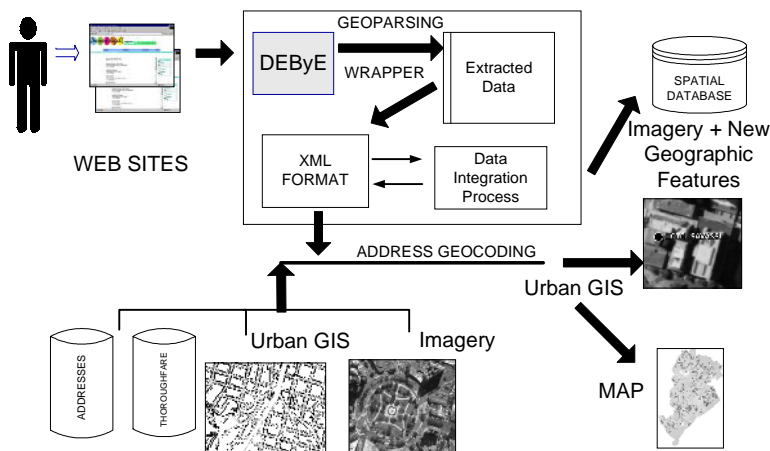 GEOPARSING
DEByE
WRAPPER
Extracted
Data
SPATIAL
DATABASE
Imagery + New
Geographic
Features
WEB SITES
XML
FORMAT
Data
Integration
Process
ADDRESS GEOCODING
Urban GIS
Urban GIS
Imagery
ADDRESSES
THOROUGHFARE
MAP